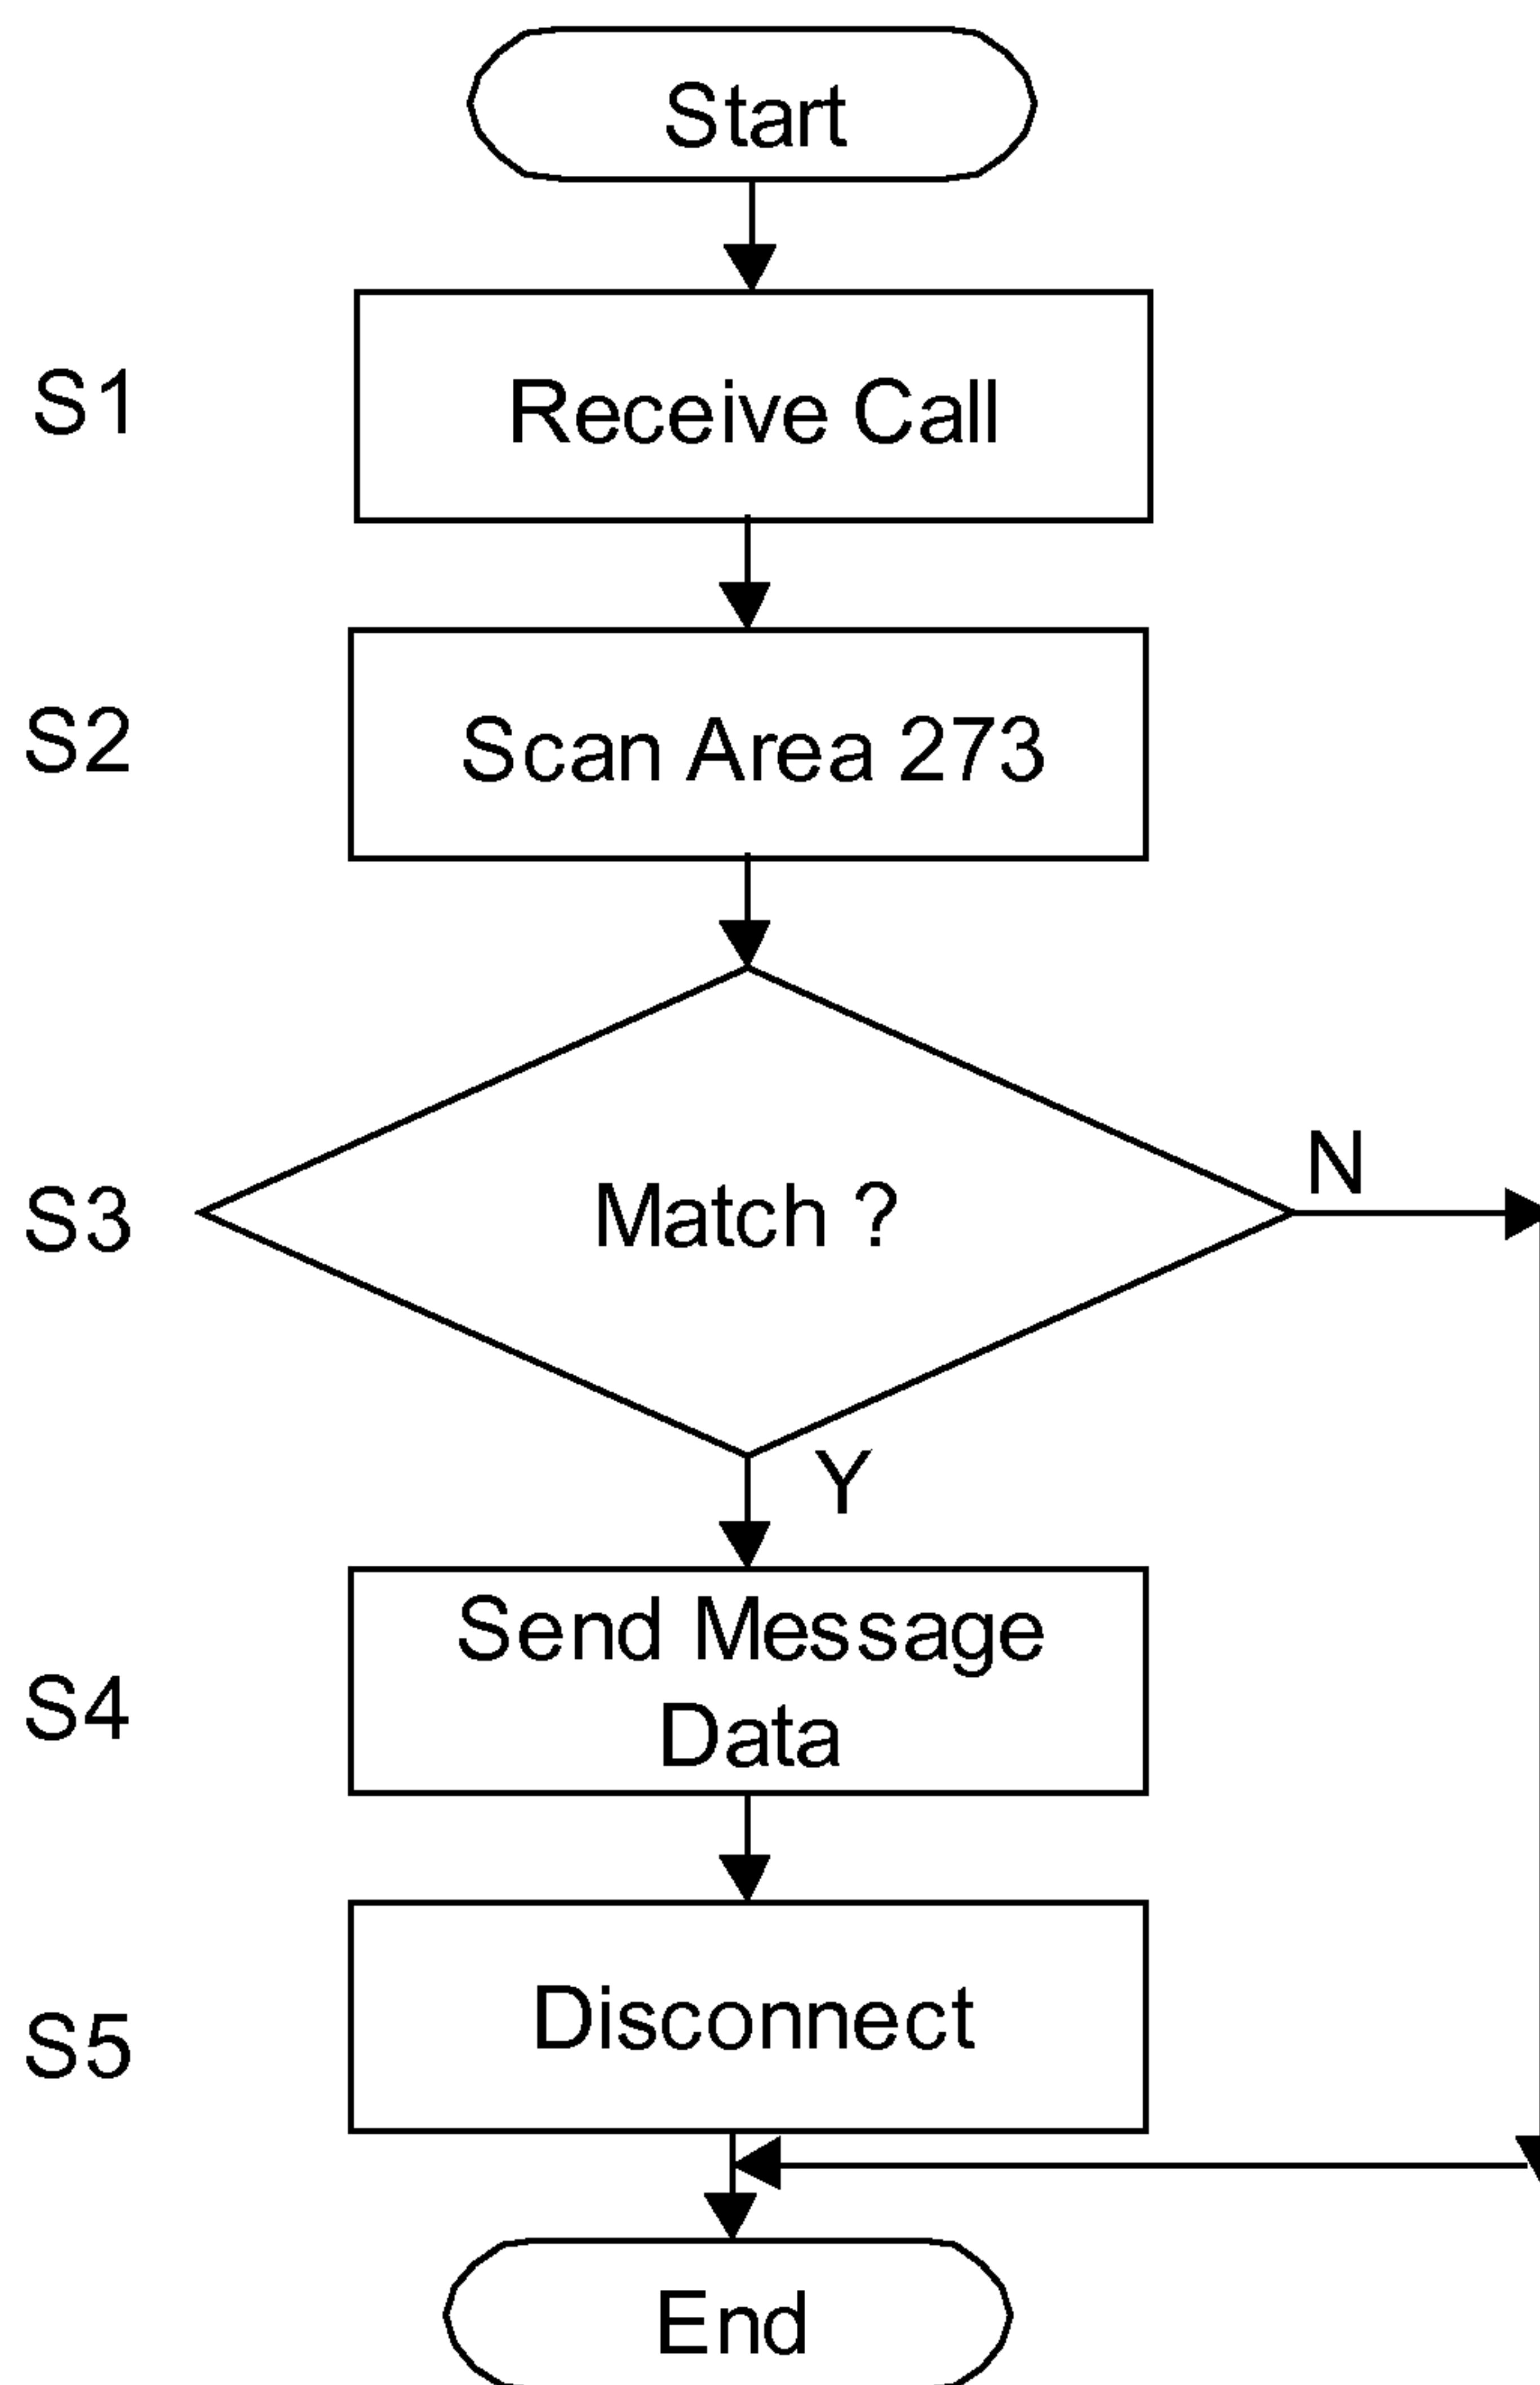 Start
S1
Receive Call
S2
Scan Area 273
S3
Match ?
N
Y
S4
Send Message
Data
S5
Disconnect
End